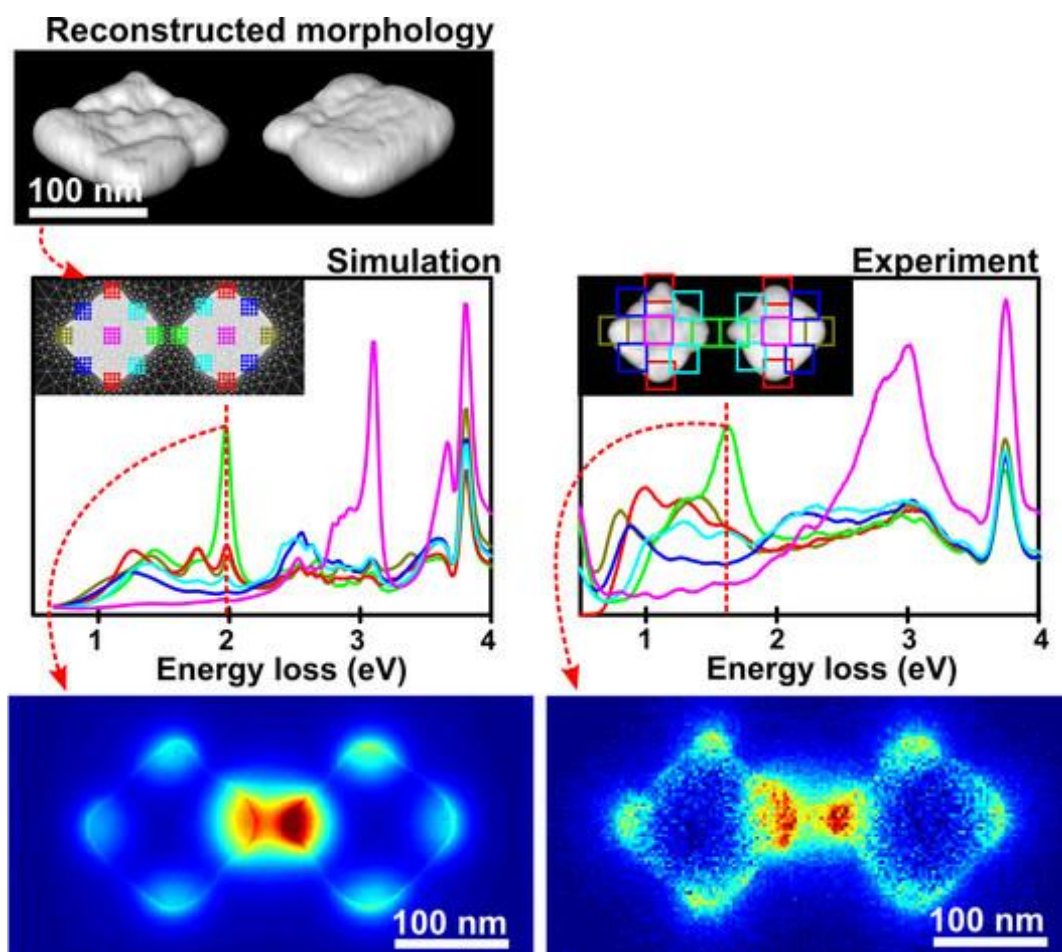 Reconstructed morphology
100 nm
Simulation
Experiment
1 2 3 4
Energy loss (eV)
1 2 3 4
Energy loss (eV)
100 nm
100 nm